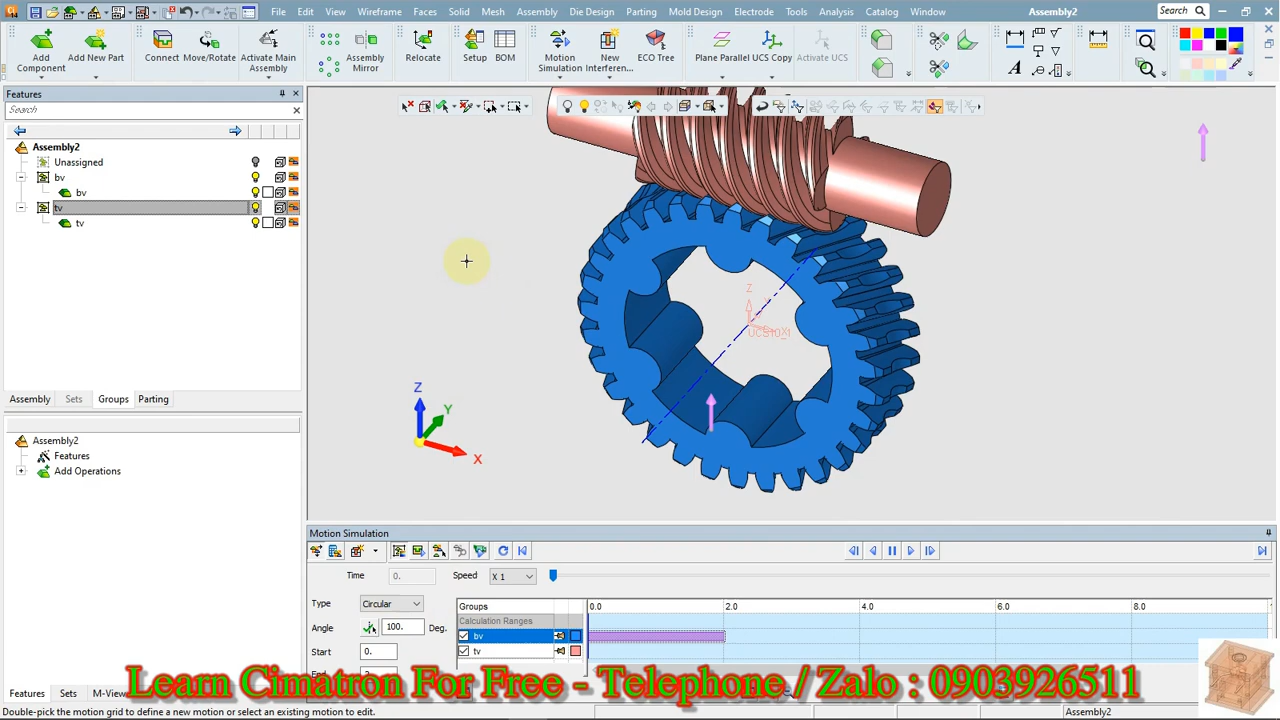 File Edit View Wireframe Faces Solid Mesh Assembly Die Design Parting Mold Design Electrode Tools Analysis Catalog Window Assembly2 Search
Add Component Add New Part Connect Move/Rotate Activate Main Assembly Assembly Mirror Relocate Setup BOM Motion Simulation New Interferen... ECO Tree Plane Parallel UCS Copy Activate UCS
Features
Search
Assembly2
Unassigned
bv
bv
tv
tv
Z
Y
X
Z
X
Assembly Sets Groups Parting
Assembly2
Features
Add Operations
Motion Simulation
Time 0. Speed X 1
Type Circular Groups 0.0 2.0 4.0 6.0 8.0
Calculation Ranges
Angle 100. Deg. bv
Start 0. tv
Learn Cimatron For Free - Telephone / Zalo : 0903926511
Features Sets M-View
Double-pick the motion grid to define a new motion or select an existing motion to edit. Assembly2